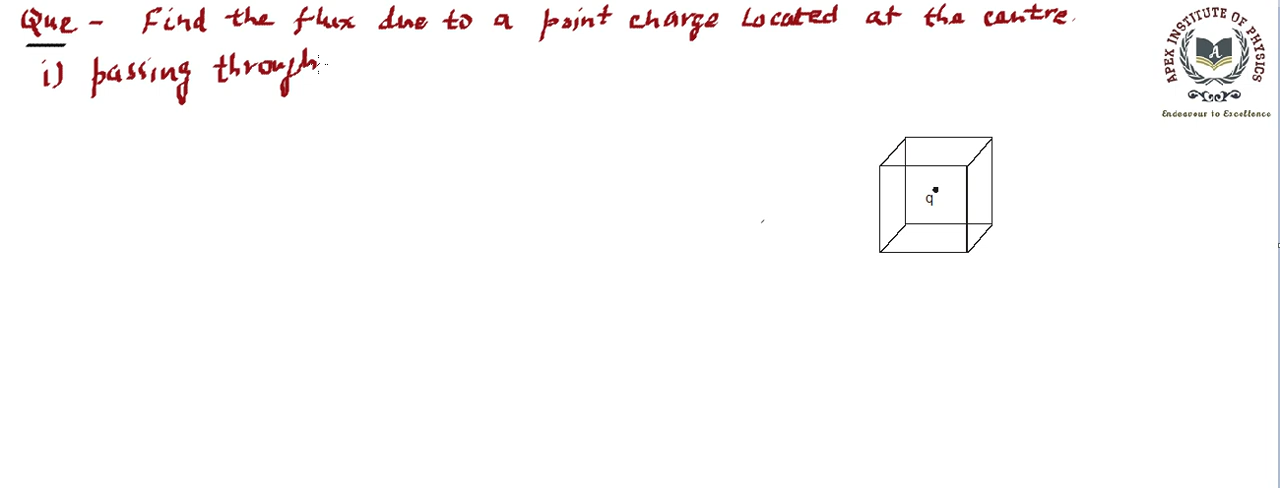 Que - Find the flux due to a point charge Located at the centre.
i) passing through
APEX INSTITUTE OF PHYSICS
A
Endeavour to Excellence
q